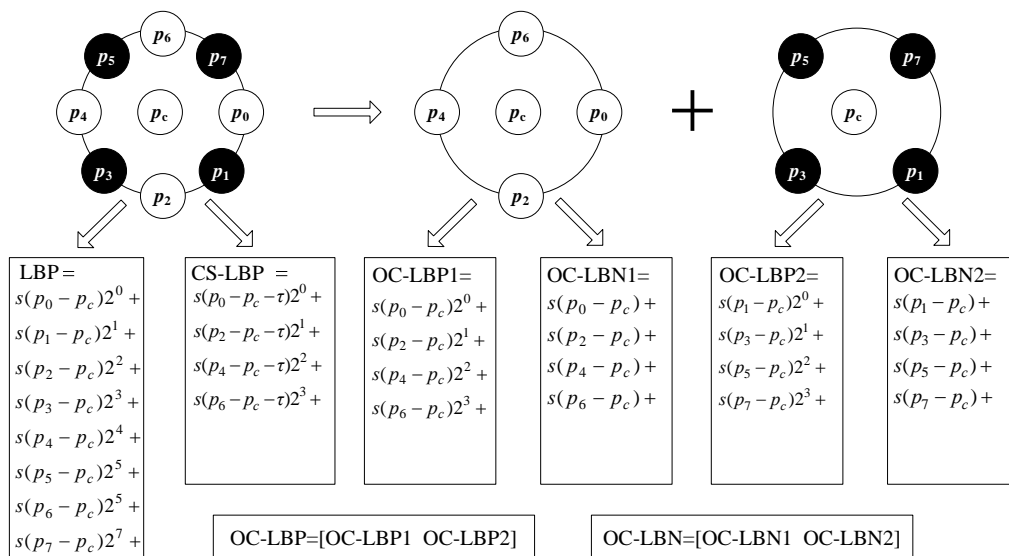 p6
p5
p7
p4
pc
p0
p3
p1
p2
p6
p4
pc
p0
p2
+
p5
p7
pc
p3
p1
LBP=
s(p0 − pc)2^0 +
s(p1 − pc)2^1 +
s(p2 − pc)2^2 +
s(p3 − pc)2^3 +
s(p4 − pc)2^4 +
s(p5 − pc)2^5 +
s(p6 − pc)2^5 +
s(p7 − pc)2^7 +
CS-LBP =
s(p0 − pc − τ)2^0 +
s(p2 − pc − τ)2^1 +
s(p4 − pc − τ)2^2 +
s(p6 − pc − τ)2^3 +
OC-LBP1=
s(p0 − pc)2^0 +
s(p2 − pc)2^1 +
s(p4 − pc)2^2 +
s(p6 − pc)2^3 +
OC-LBN1=
s(p0 − pc) +
s(p2 − pc) +
s(p4 − pc) +
s(p6 − pc) +
OC-LBP2=
s(p1 − pc)2^0 +
s(p3 − pc)2^1 +
s(p5 − pc)2^2 +
s(p7 − pc)2^3 +
OC-LBN2=
s(p1 − pc) +
s(p3 − pc) +
s(p5 − pc) +
s(p7 − pc) +
OC-LBP=[OC-LBP1 OC-LBP2]
OC-LBN=[OC-LBN1 OC-LBN2]